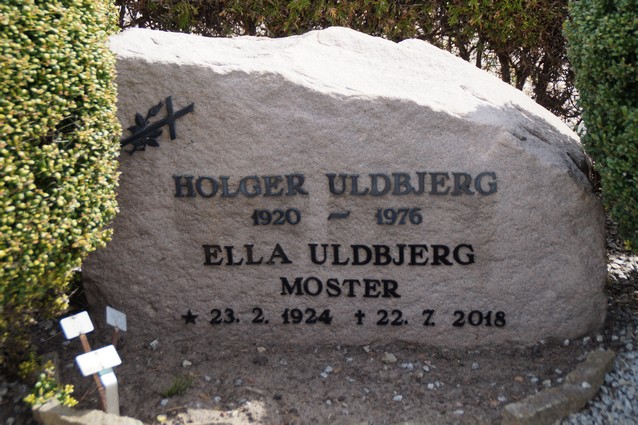 HOLGER ULDBJERG
1920 ~ 1976
ELLA ULDBJERG
MOSTER
★ 23. 2. 1924 ✝ 22. 7. 2018